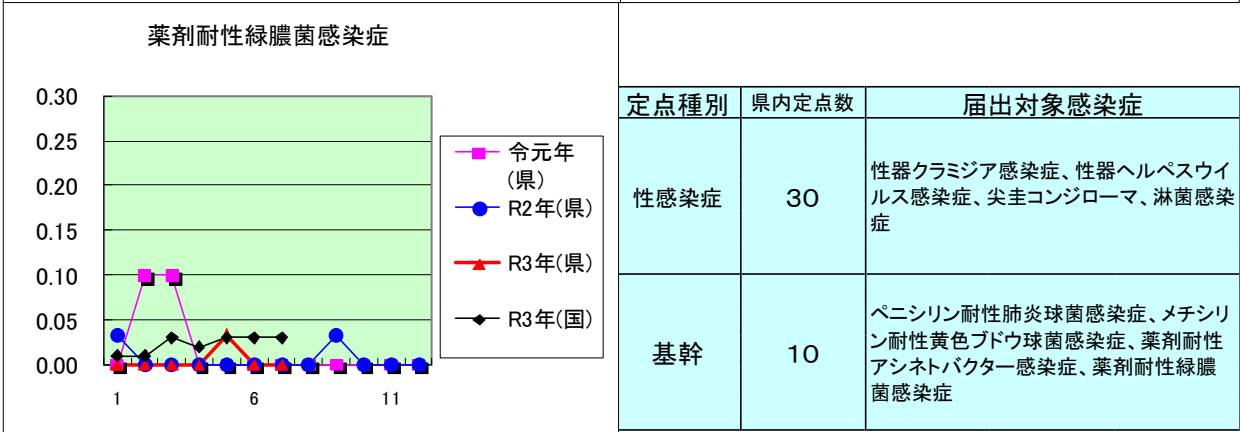 薬剤耐性緑膿菌感染症
0.30
0.25
0.20
0.15
0.10
0.05
0.00
1
6
11
令元年
(県)
R2年(県)
R3年(県)
R3年(国)
定点種別
県内定点数
届出対象感染症
性感染症
30
性器クラミジア感染症、性器ヘルペスウイ
ルス感染症、尖圭コンジローマ、淋菌感染
症
基幹
10
ペニシリン耐性肺炎球菌感染症、メチシリ
ン耐性黄色ブドウ球菌感染症、薬剤耐性
アシネトバクター感染症、薬剤耐性緑膿
菌感染症